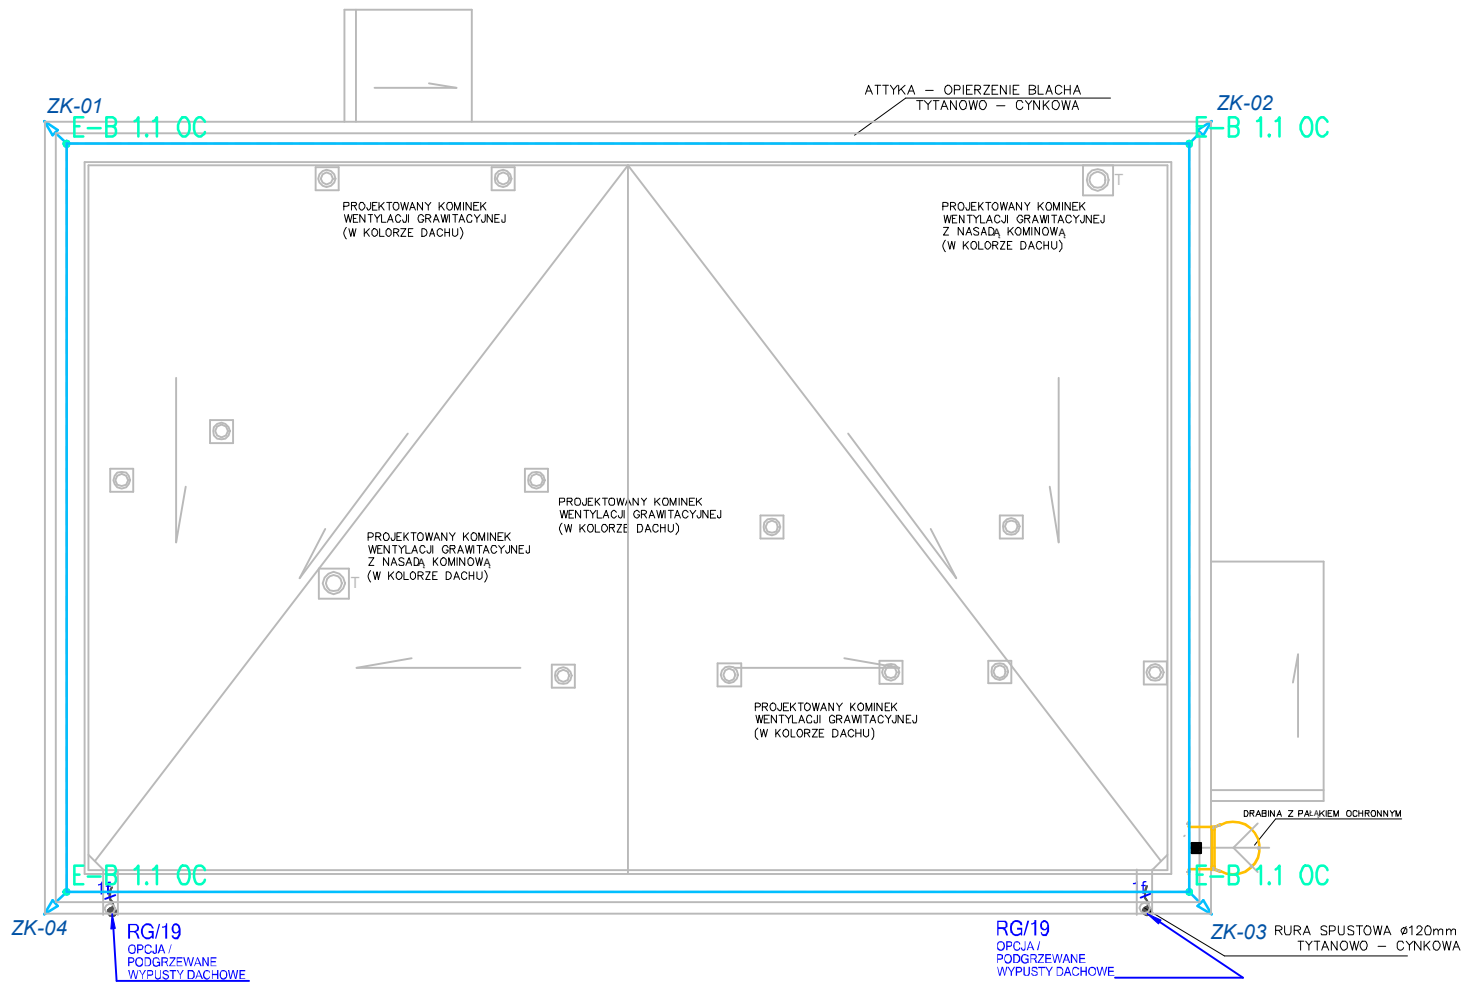 ATTYKA – OPIERZENIE BLACHA
TYTANOWO – CYNKOWA
ZK-01
ZK-02
E-B 1.1 OC
E-B 1.1 OC
T
PROJEKTOWANY KOMINEK
WENTYLACJI GRAWITACYJNEJ
(W KOLORZE DACHU)
PROJEKTOWANY KOMINEK
WENTYLACJI GRAWITACYJNEJ
Z NASADĄ KOMINOWĄ
(W KOLORZE DACHU)
PROJEKTOWANY KOMINEK
WENTYLACJI GRAWITACYJNEJ
(W KOLORZE DACHU)
PROJEKTOWANY KOMINEK
WENTYLACJI GRAWITACYJNEJ
Z NASADĄ KOMINOWĄ
(W KOLORZE DACHU)
T
PROJEKTOWANY KOMINEK
WENTYLACJI GRAWITACYJNEJ
(W KOLORZE DACHU)
DRABINA Z PAŁĄKIEM OCHRONNYM
E-B 1.1 OC
E-B 1.1 OC
ZK-04
RG/19
OPCJA /
PODGRZEWANE
WYPUSTY DACHOWE
RG/19
OPCJA /
PODGRZEWANE
WYPUSTY DACHOWE
ZK-03
RURA SPUSTOWA ø120mm
TYTANOWO – CYNKOWA